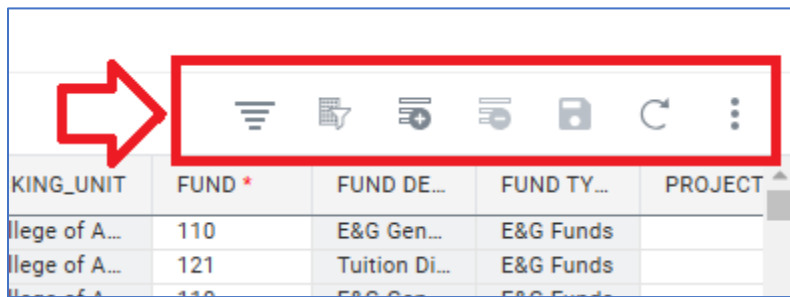 KING_UNIT FUND * FUND DE... FUND TY... PROJECT
llege of A... 110 E&G Gen... E&G Funds
llege of A... 121 Tuition Di... E&G Funds